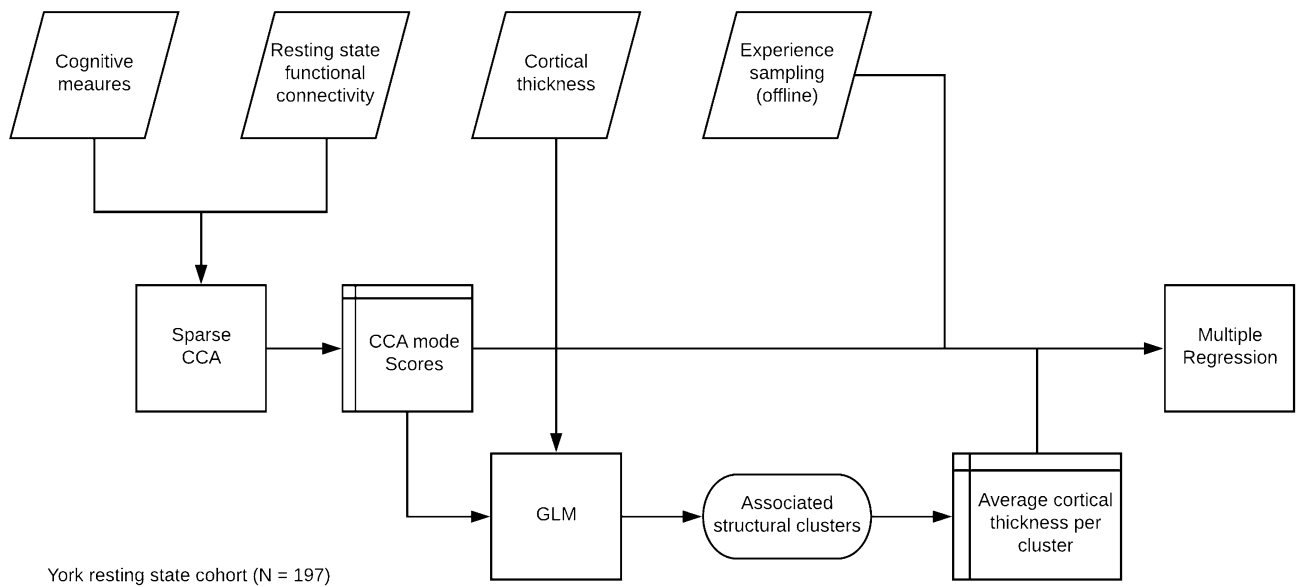 Cognitive
meaures
Resting state
functional
connectivity
Cortical
thickness
Experience
sampling
(offline)
Sparse
CCA
CCA mode
Scores
Multiple
Regression
GLM
Associated
structural clusters
Average cortical
thickness per
cluster
York resting state cohort (N = 197)